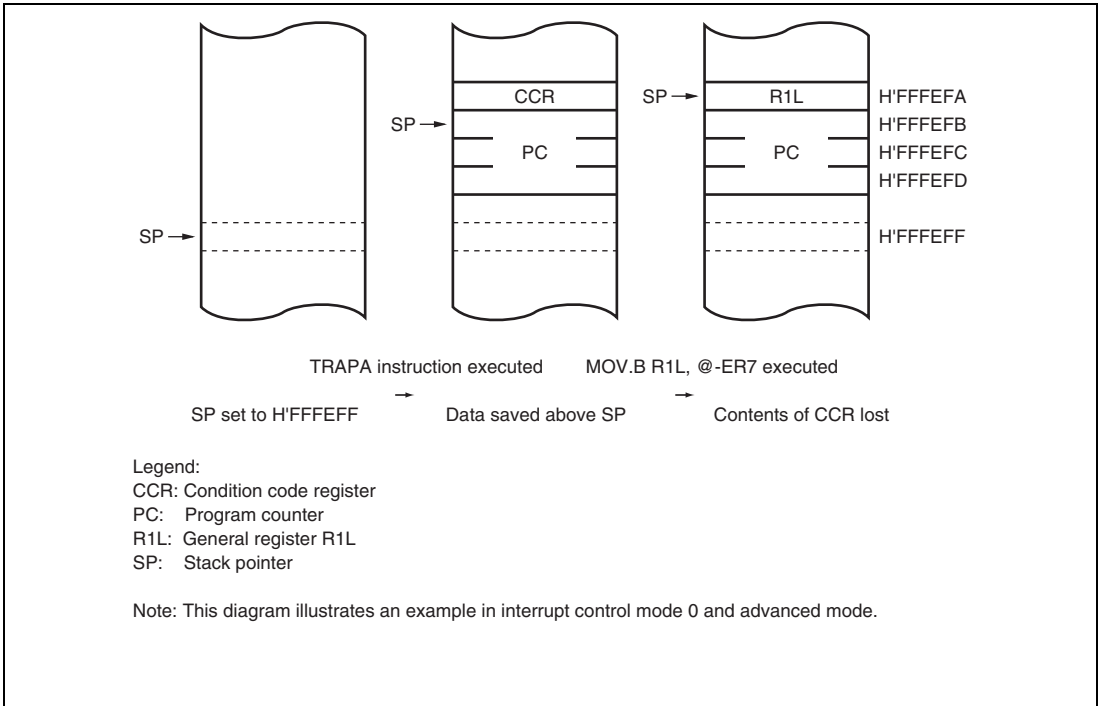 CCR
SP
R1L
H'FFFEFA
SP
H'FFFEFB
PC
PC
H'FFFEFC
H'FFFEFD
SP
H'FFFEFF
TRAPA instruction executed
MOV.B R1L, @-ER7 executed
SP set to H'FFFEFF
Data saved above SP
Contents of CCR lost
Legend:
CCR: Condition code register
PC: Program counter
R1L: General register R1L
SP: Stack pointer
Note: This diagram illustrates an example in interrupt control mode 0 and advanced mode.